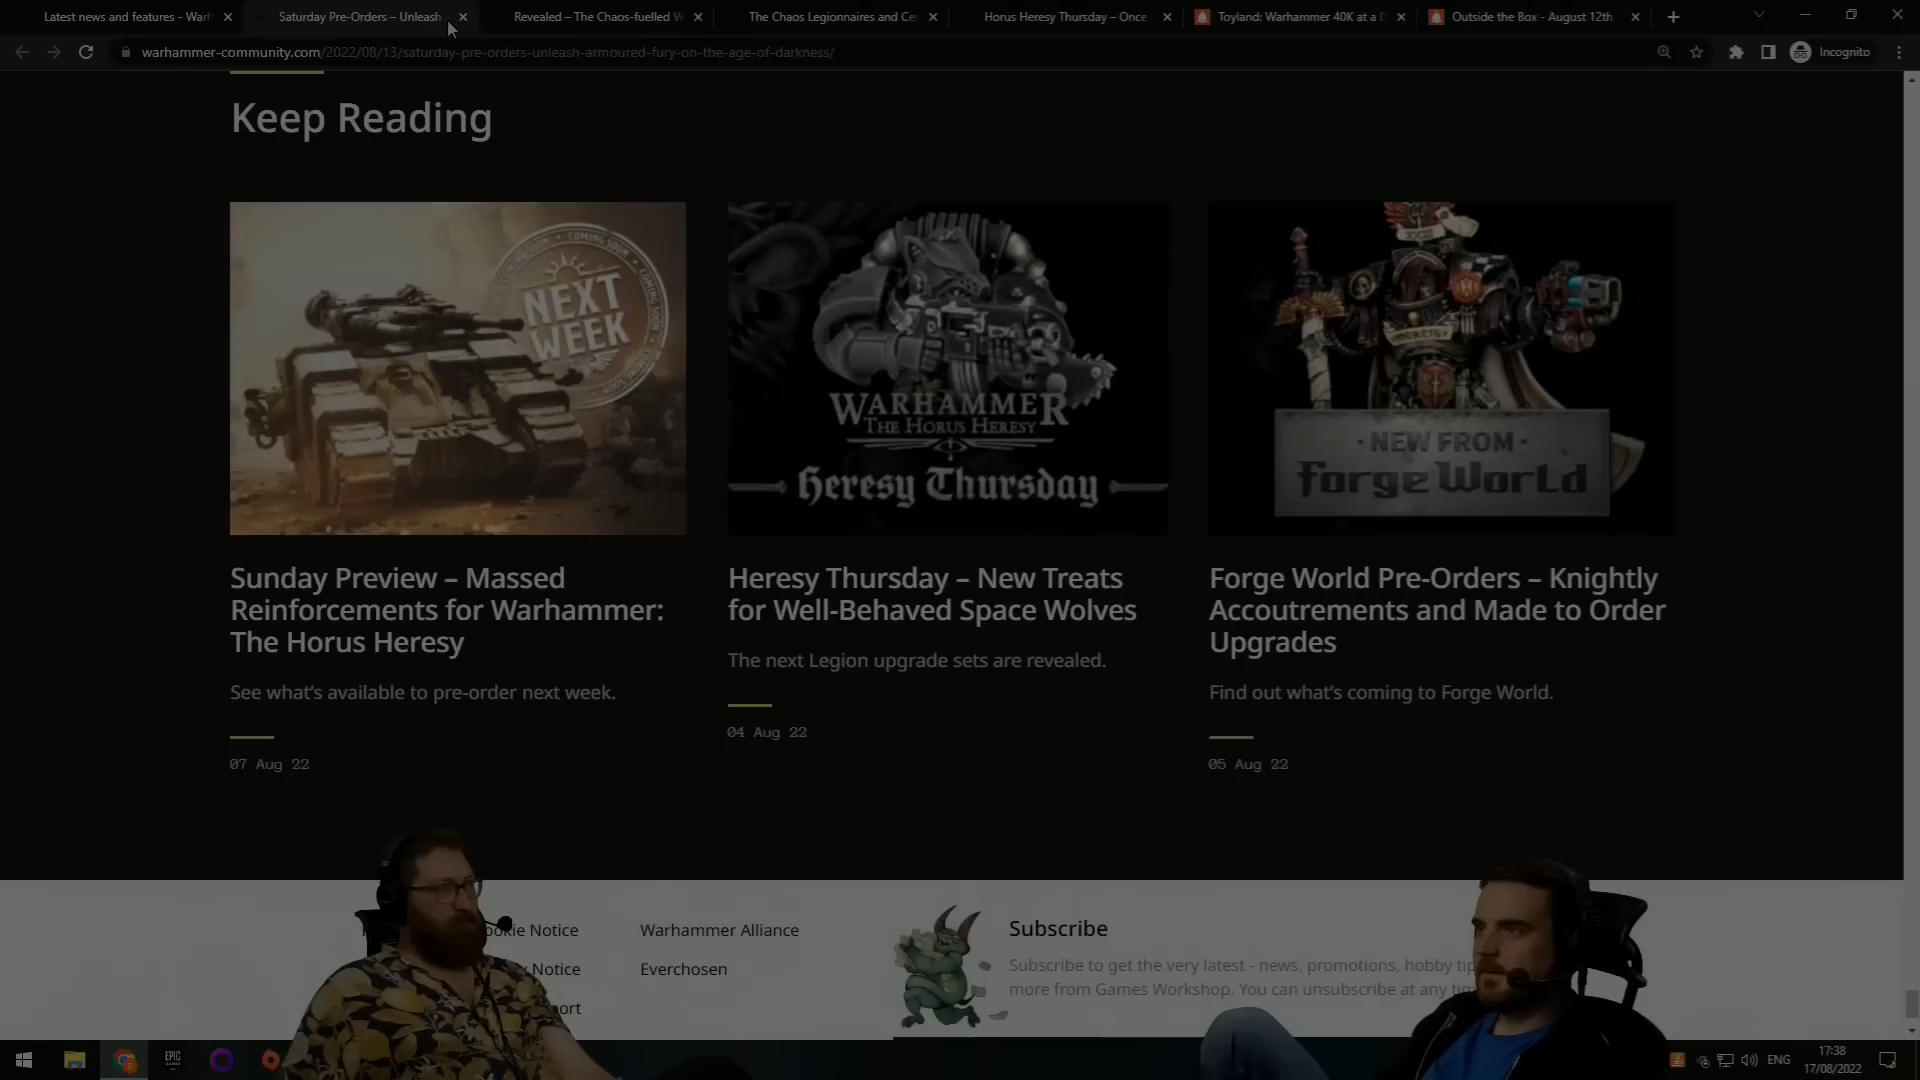 Latest news and features - Warh
Saturday Pre-Orders – Unleash
Revealed – The Chaos-fuelled W
The Chaos Legionnaires and Ce
Horus Heresy Thursday – Once
Toyland: Warhammer 40K at a D
Outside the Box - August 12th
warhammer-community.com/2022/08/13/saturday-pre-orders-unleash-armoured-fury-on-the-age-of-darkness/
Incognito
Keep Reading
COMING SOON
NEXT
WEEK
WARHAMMER
THE HORUS HERESY
Heresy Thursday
· NEW FROM ·
Forge World
Sunday Preview – Massed
Reinforcements for Warhammer:
The Horus Heresy
See what's available to pre-order next week.
07 Aug 22
Heresy Thursday – New Treats
for Well-Behaved Space Wolves
The next Legion upgrade sets are revealed.
04 Aug 22
Forge World Pre-Orders – Knightly
Accoutrements and Made to Order
Upgrades
Find out what's coming to Forge World.
05 Aug 22
ookie Notice
Notice
ort
Warhammer Alliance
Everchosen
Subscribe
Subscribe to get the very latest - news, promotions, hobby tip
more from Games Workshop. You can unsubscribe at any tim
EPIC
GAMES
ENG
17:38
17/08/2022